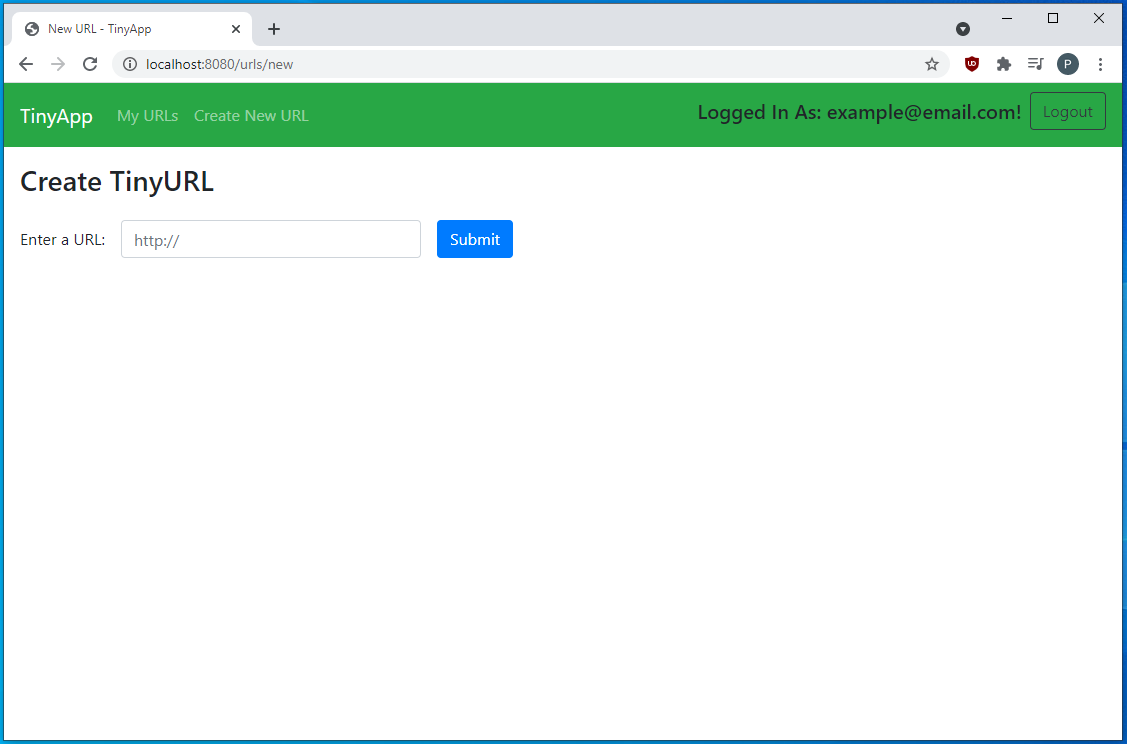 New URL - TinyApp
localhost:8080/urls/new
P
TinyApp My URLs Create New URL Logged In As: example@email.com! Logout
Create TinyURL
Enter a URL: http:// Submit